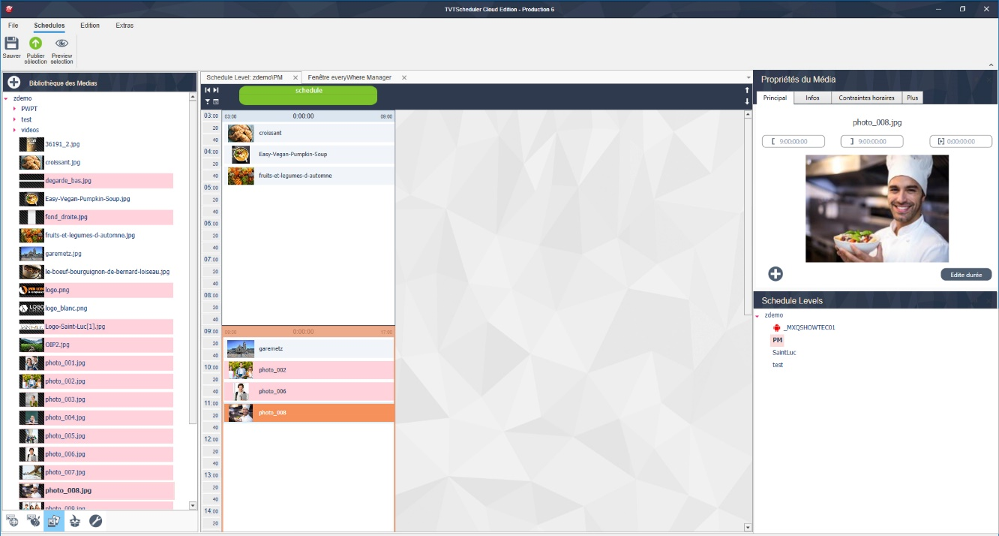 TVTScheduler Cloud Edition - Production 6
File Schedules Edition Extras
Sauver Publier sélection Preview selection
Bibliothèque des Medias
zdemo
PWPT
test
videos
36191_2.jpg
croissant.jpg
degarde_bas.jpg
Easy-Vegan-Pumpkin-Soup.jpg
fond_droite.jpg
fruits-et-legumes-d-automne.jpg
garemetz.jpg
le-boeuf-bourguignon-de-bernard-loiseau.jpg
logo.png
logo_blanc.png
Logo-Saint-Luc[1].jpg
OIP2.jpg
photo_001.jpg
photo_002.jpg
photo_003.jpg
photo_004.jpg
photo_005.jpg
photo_006.jpg
photo_007.jpg
photo_008.jpg
photo_009.jpg
Schedule Level: zdemo\PM Fenêtre everyWhere Manager
schedule
03:00 03:00 0:00:00 09:00
20 croissant
40
04:00 Easy-Vegan-Pumpkin-Soup
20
40 fruits-et-legumes-d-automne
05:00
20
40
06:00
20
40
07:00
20
40
08:00
20
40
09:00 0:00:00 17:00
20 garemetz
40
10:00 photo_002
20
40 photo_006
11:00
20 photo_008
40
12:00
20
40
13:00
20
40
14:00
20
Propriétés du Média
Principal Infos Contraintes horaires Plus
photo_008.jpg
[ 9:00:00:00 ] 9:00:00:00 [•] 0:00:00:00
Edite durée
Schedule Levels
zdemo
_MXQSHOWTEC01
PM
SaintLuc
test